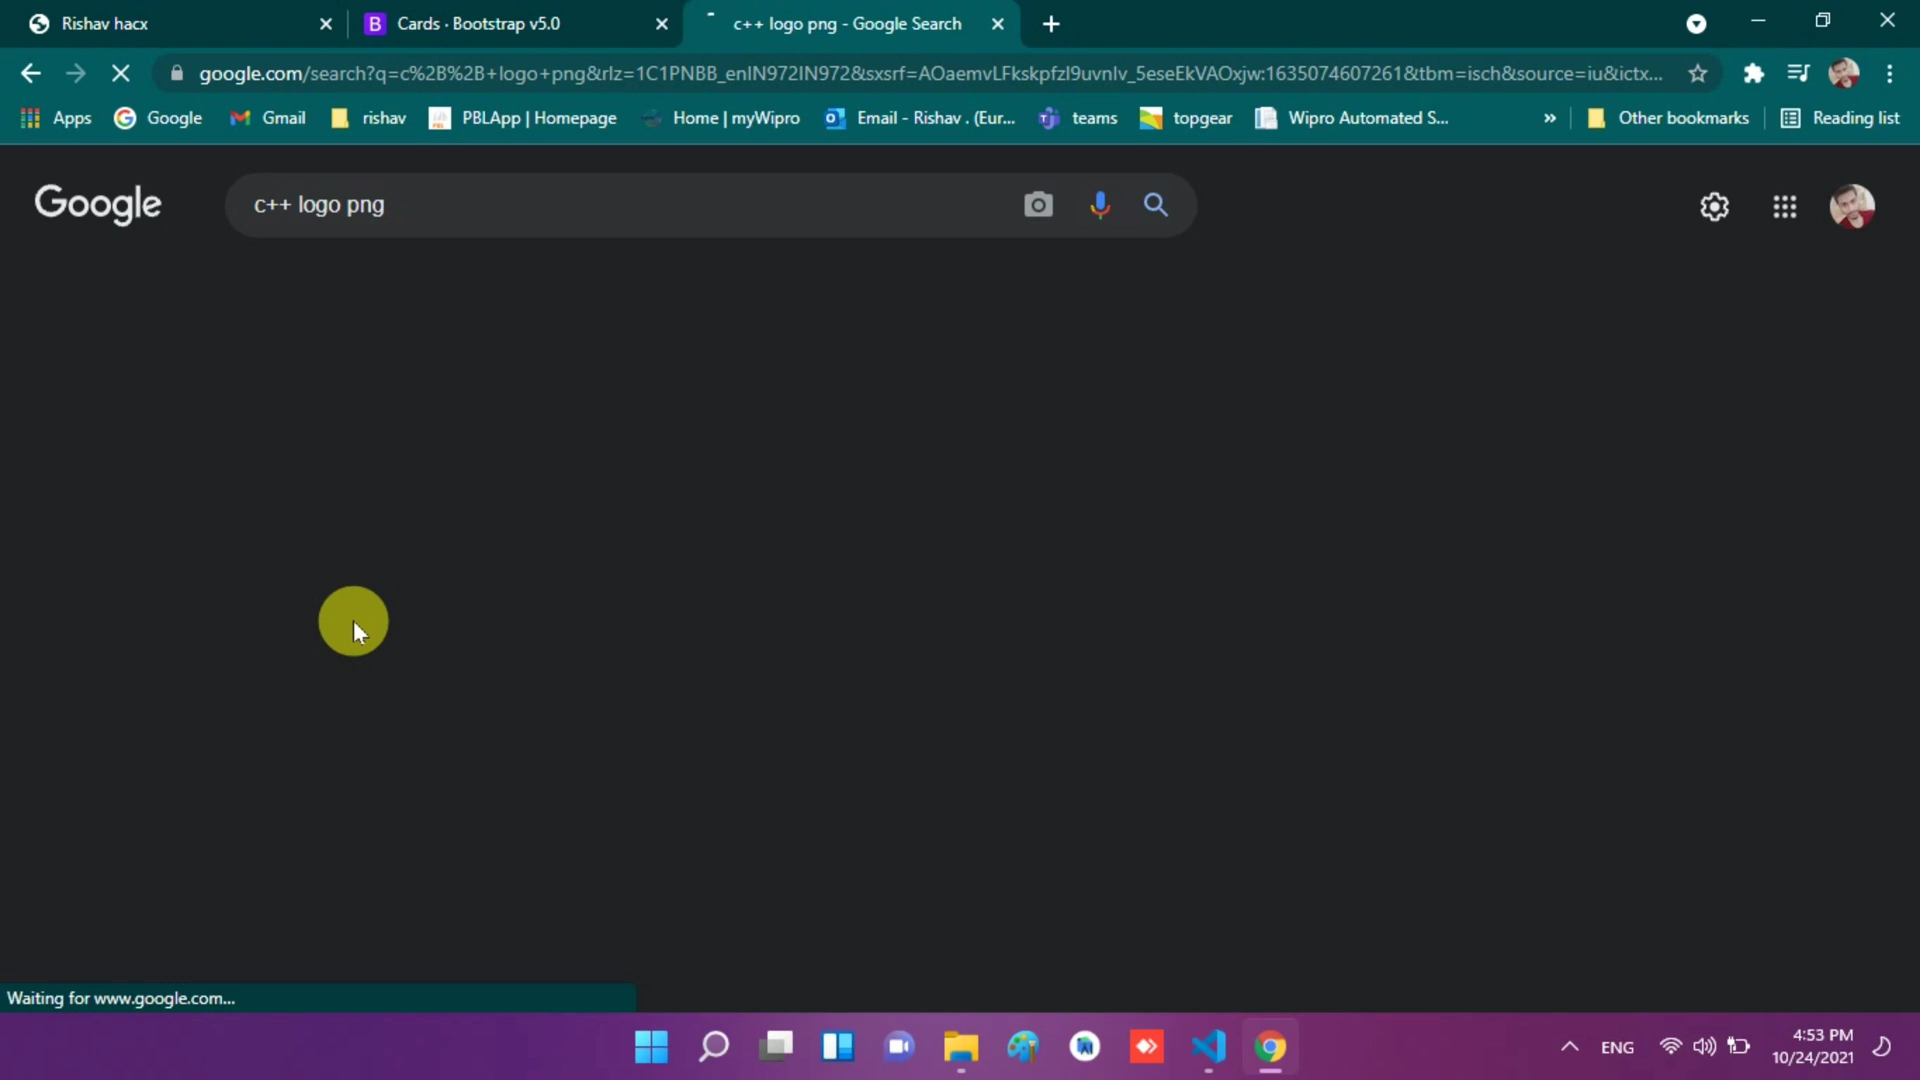 Rishav hacx
Cards · Bootstrap v5.0
c++ logo png - Google Search
google.com/search?q=c%2B%2B+logo+png&rlz=1C1PNBB_enIN972IN972&sxsrf=AOaemvLFkskpfzI9uvnlv_5eseEkVAOxjw:1635074607261&tbm=isch&source=iu&ictx...
Apps
Google
Gmail
rishav
PBLApp | Homepage
Home | myWipro
Email - Rishav . (Eur...
teams
topgear
Wipro Automated S...
»
Other bookmarks
Reading list
Google
c++ logo png
Waiting for www.google.com...
ENG
4:53 PM
10/24/2021